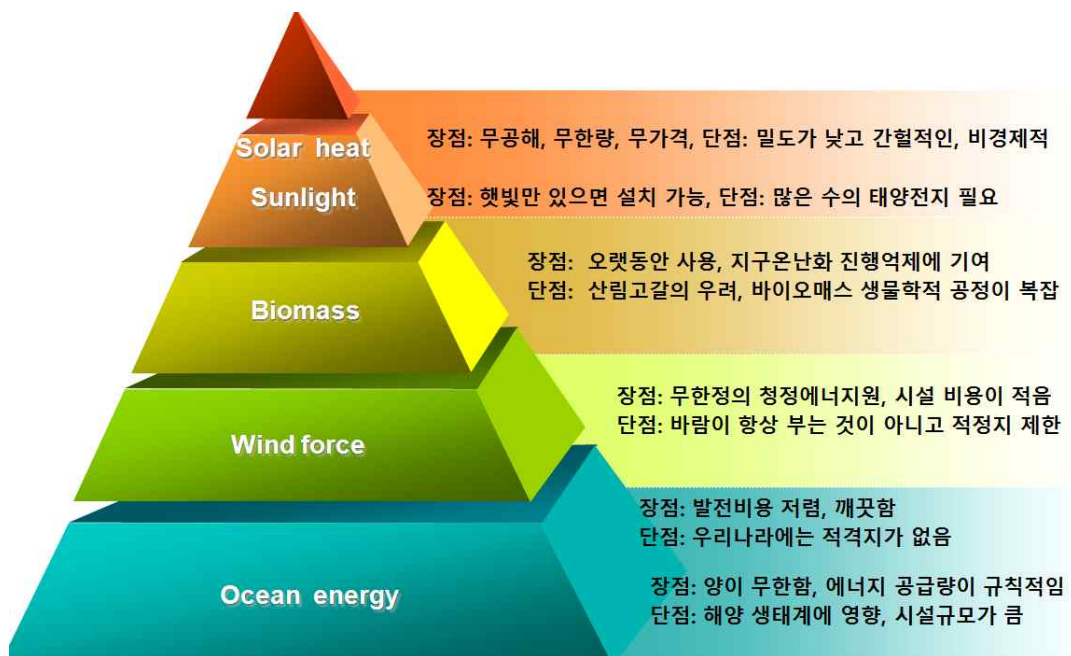 Solar heat
장점: 무공해, 무한량, 무가격, 단점: 밀도가 낮고 간헐적인, 비경제적
Sunlight
장점: 햇빛만 있으면 설치 가능, 단점: 많은 수의 태양전지 필요
Biomass
장점: 오랫동안 사용, 지구온난화 진행억제에 기여
단점: 산림고갈의 우려, 바이오매스 생물학적 공정이 복잡
Wind force
장점: 무한정의 청정에너지원, 시설 비용이 적음
단점: 바람이 항상 부는 것이 아니고 적정지 제한
Ocean energy
장점: 발전비용 저렴, 깨끗함
단점: 우리나라에는 적격지가 없음
장점: 양이 무한함, 에너지 공급량이 규칙적임
단점: 해양 생태계에 영향, 시설규모가 큼